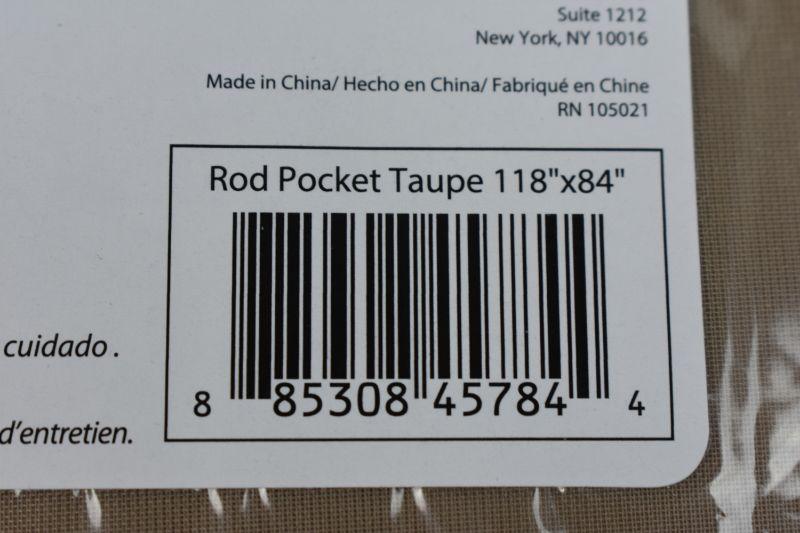 Suite 1212
New York, NY 10016
Made in China/ Hecho en China/ Fabriqué en Chine
RN 105021
Rod Pocket Taupe 118"x84"
8 85308 45784 4
cuidado .
d'entretien.